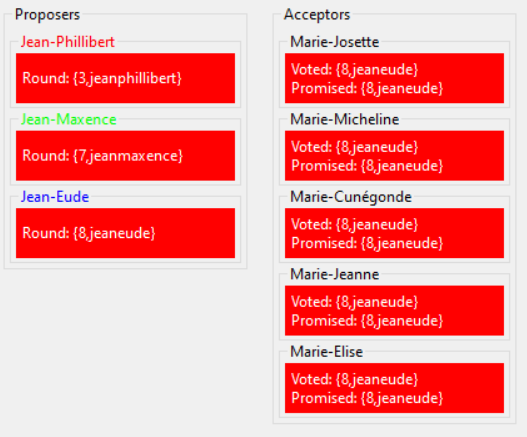 Proposers
Jean-Phillibert
Round: {3,jeanphillibert}
Jean-Maxence
Round: {7,jeanmaxence}
Jean-Eude
Round: {8,jeaneude}
Acceptors
Marie-Josette
Voted: {8,jeaneude}
Promised: {8,jeaneude}
Marie-Micheline
Voted: {8,jeaneude}
Promised: {8,jeaneude}
Marie-Cunégonde
Voted: {8,jeaneude}
Promised: {8,jeaneude}
Marie-Jeanne
Voted: {8,jeaneude}
Promised: {8,jeaneude}
Marie-Elise
Voted: {8,jeaneude}
Promised: {8,jeaneude}